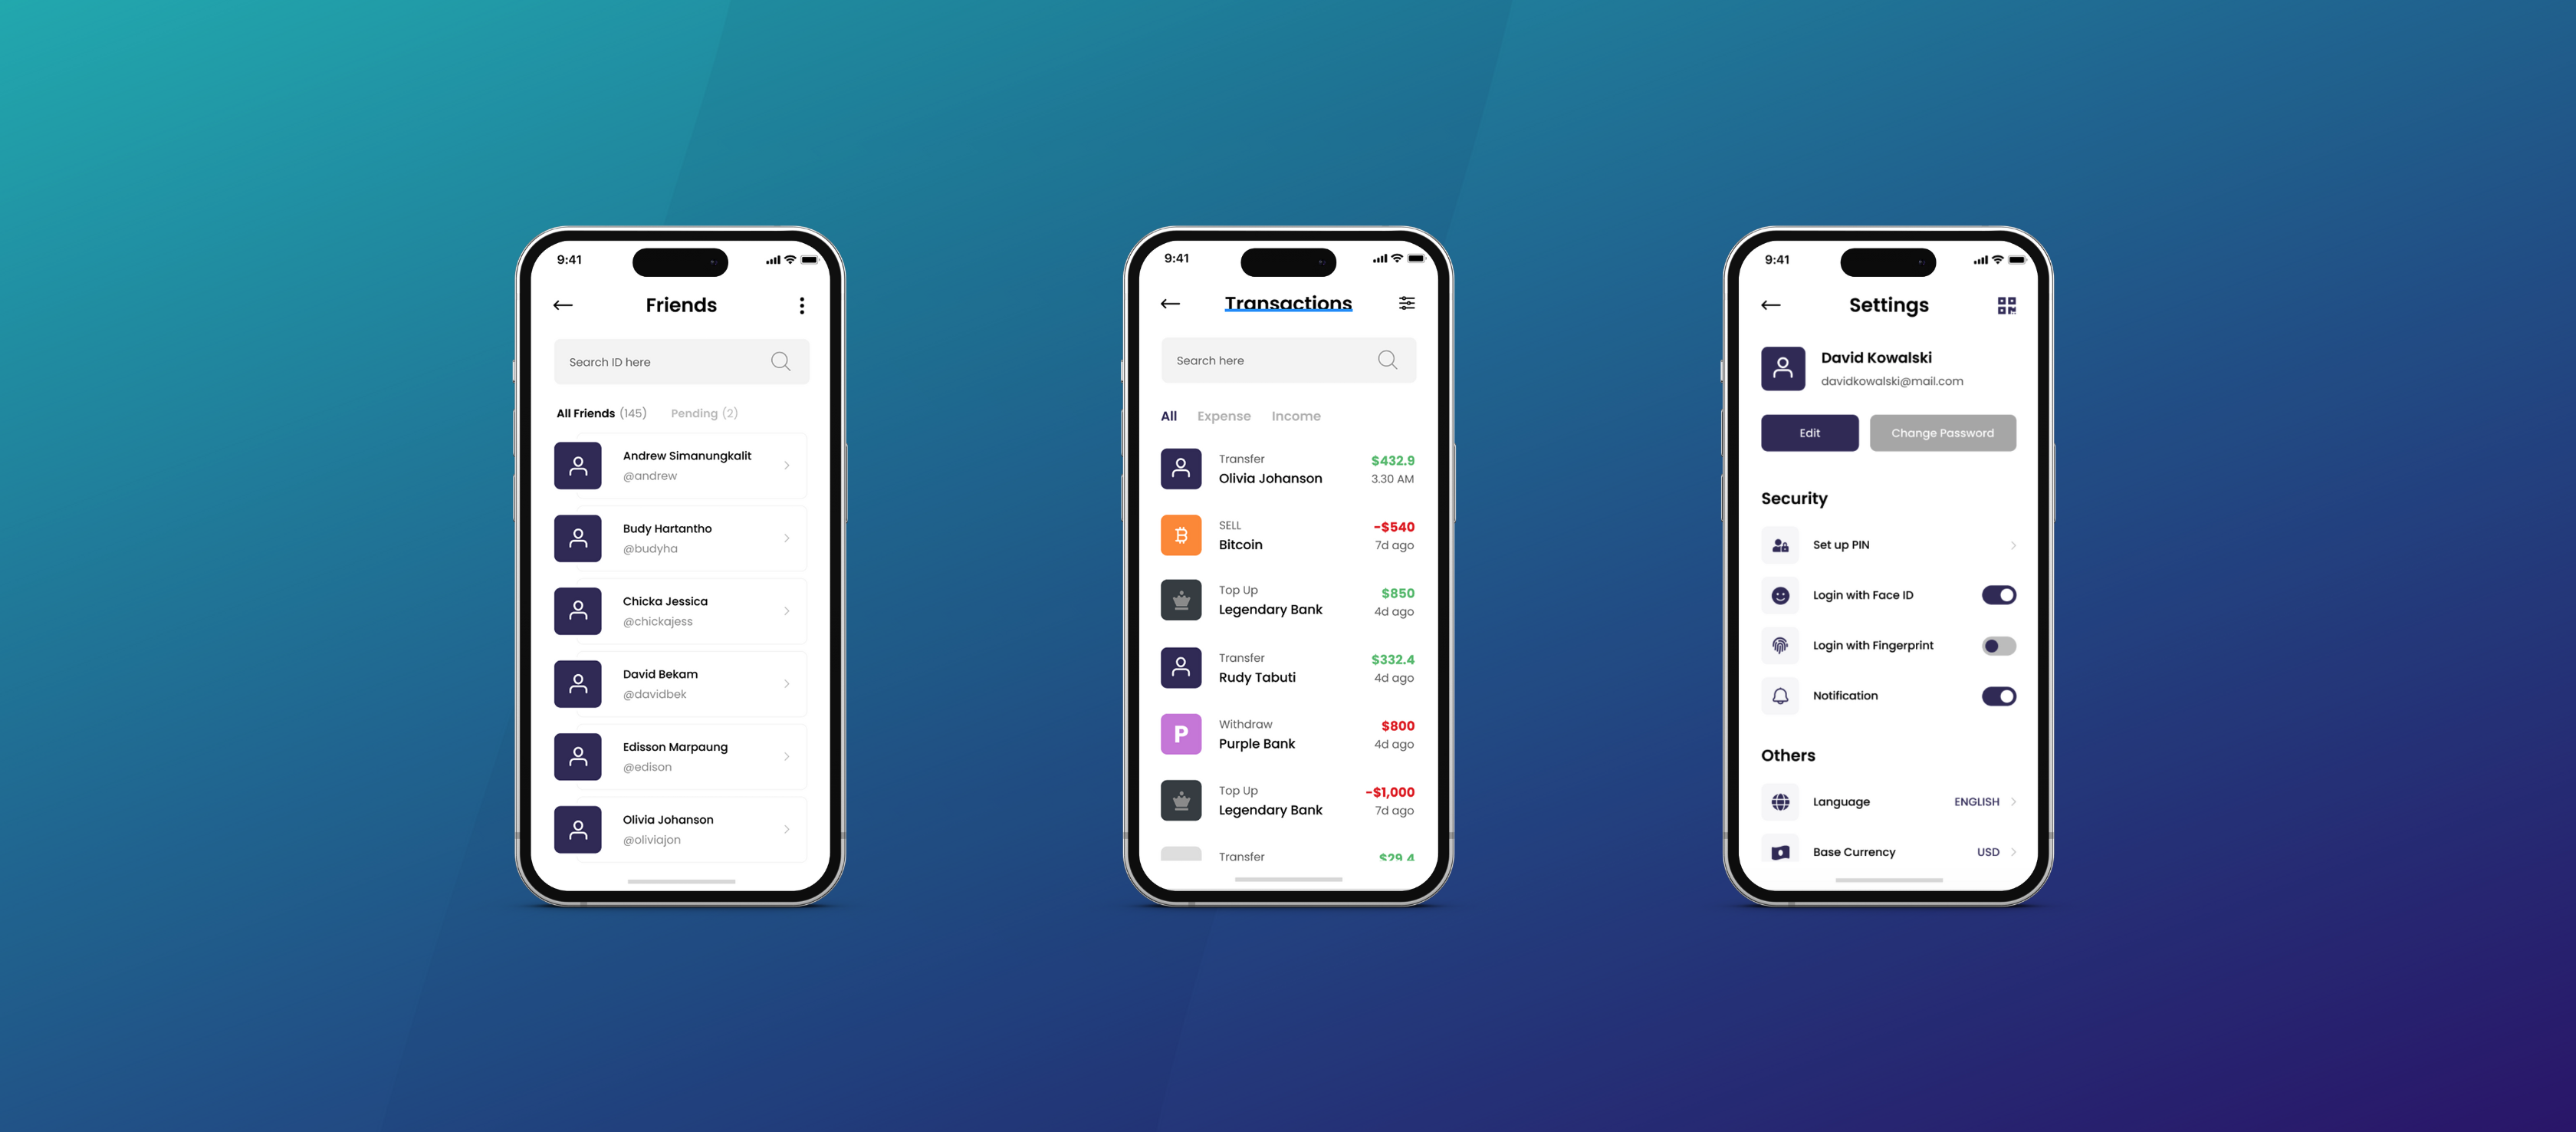 9:41
Friends
Search ID here
All Friends (145) Pending (2)
Andrew Simanungkalit
@andrew
Budy Hartantho
@budyha
Chicka Jessica
@chickajess
David Bekam
@davidbek
Edisson Marpaung
@edison
Olivia Johanson
@oliviajon
9:41
Transactions
Search here
All Expense Income
Transfer $432.9
Olivia Johanson 3.30 AM
SELL -$540
Bitcoin 7d ago
Top Up $850
Legendary Bank 4d ago
Transfer $332.4
Rudy Tabuti 4d ago
P
Withdraw $800
Purple Bank 4d ago
Top Up -$1,000
Legendary Bank 7d ago
Transfer $29.4
9:41
Settings
David Kowalski
davidkowalski@mail.com
Edit Change Password
Security
Set up PIN
Login with Face ID
Login with Fingerprint
Notification
Others
Language ENGLISH
Base Currency USD